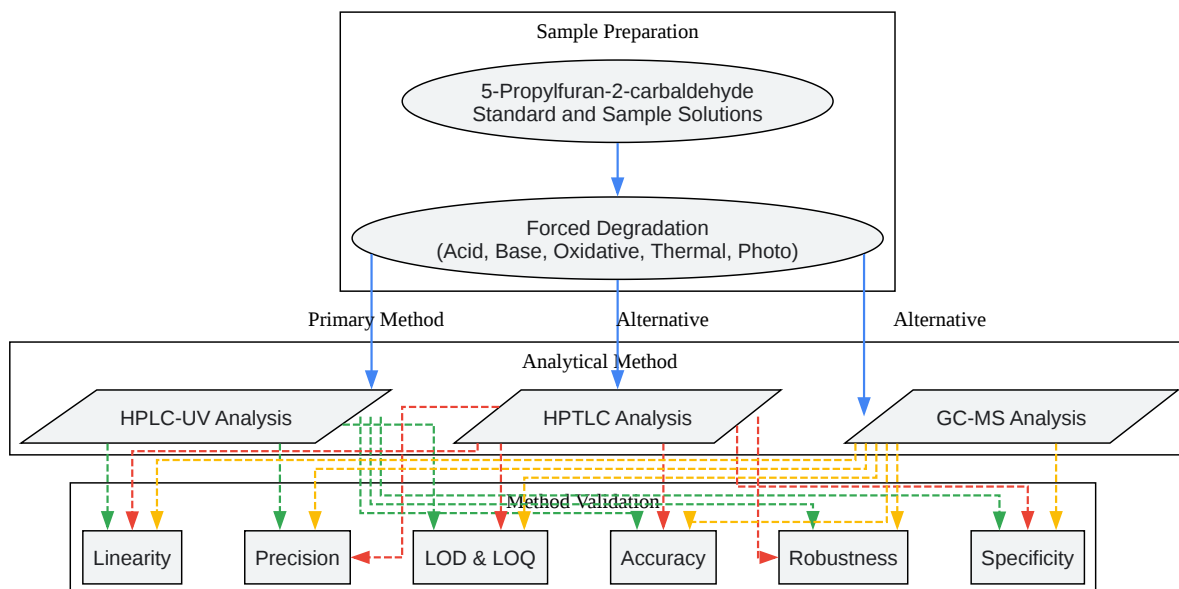 Sample Preparation
5-Propylfuran-2-carbaldehyde
Standard and Sample Solutions
Forced Degradation
(Acid, Base, Oxidative, Thermal, Photo)
Primary Method
Alternative
Alternative
Analytical Method
HPLC-UV Analysis
HPTLC Analysis
GC-MS Analysis
Method Validation
Linearity
Precision
LOD & LOQ
Accuracy
Robustness
Specificity